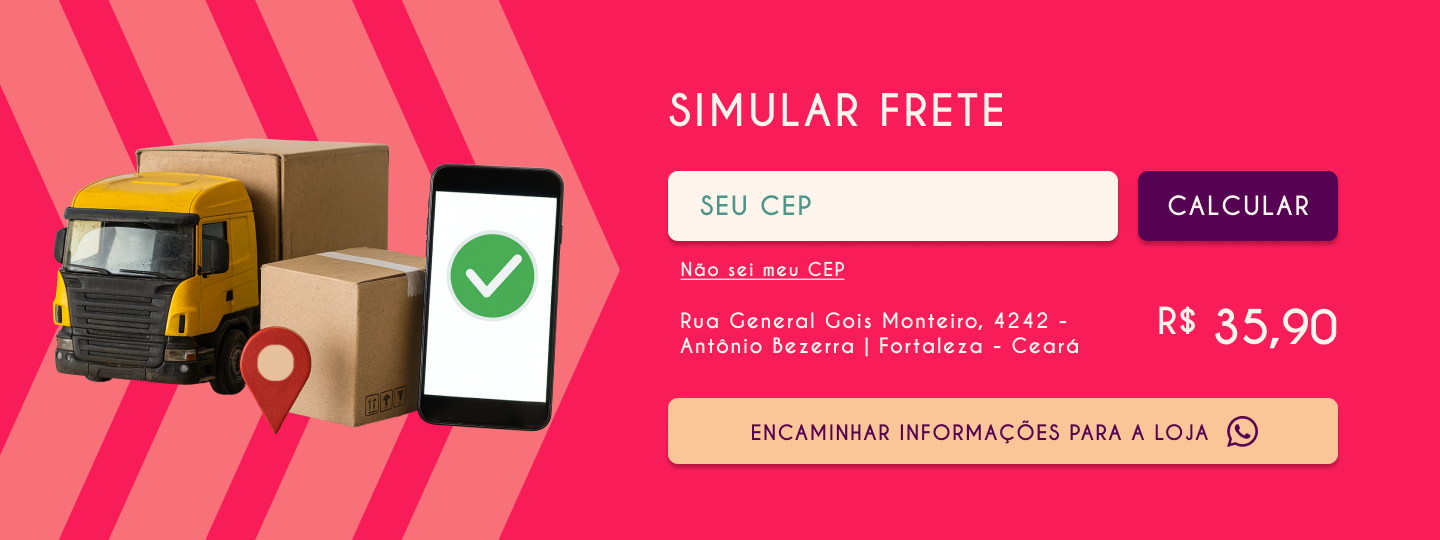 SIMULAR FRETE
SEU CEP
CALCULAR
Não sei meu CEP
Rua General Gois Monteiro, 4242 -
Antônio Bezerra | Fortaleza - Ceará
R$ 35,90
ENCAMINHAR INFORMAÇÕES PARA A LOJA